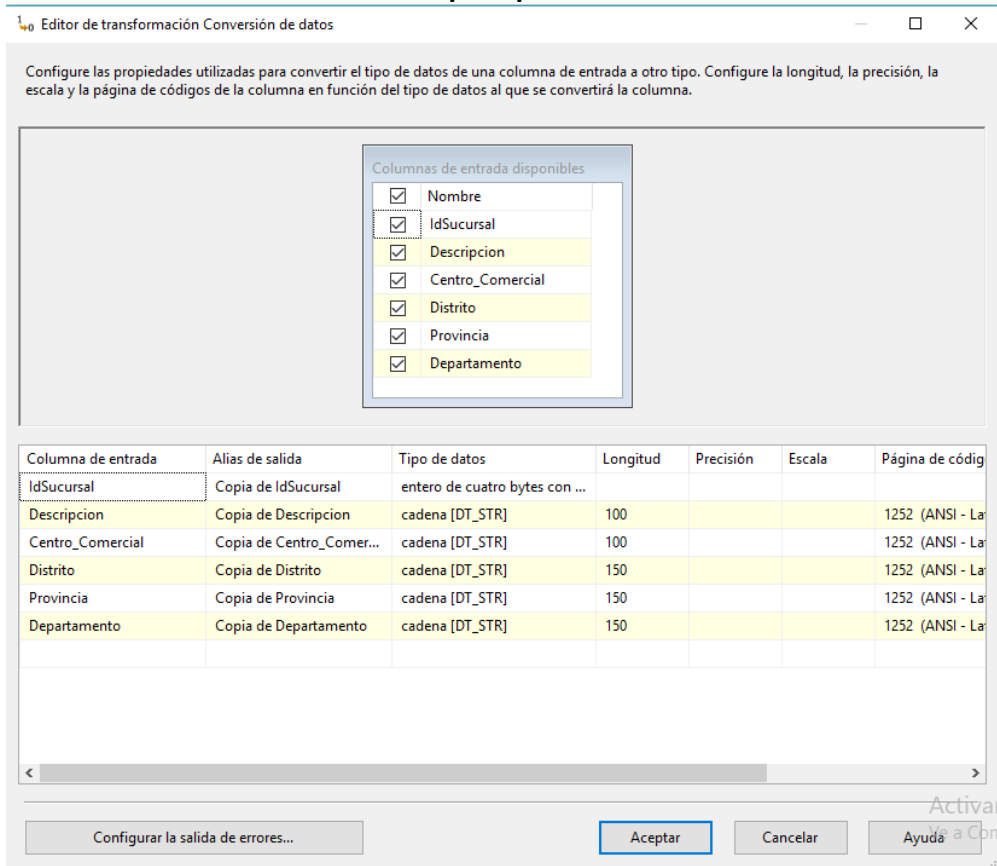 Editor de transformación Conversión de datos
Configure las propiedades utilizadas para convertir el tipo de datos de una columna de entrada a otro tipo. Configure la longitud, la precisión, la
escala y la página de códigos de la columna en función del tipo de datos al que se convertirá la columna.
Columnas de entrada disponibles
Nombre
IdSucursal
Descripcion
Centro_Comercial
Distrito
Provincia
Departamento
Columna de entrada Alias de salida Tipo de datos Longitud Precisión Escala Página de códig
IdSucursal Copia de IdSucursal entero de cuatro bytes con ...
Descripcion Copia de Descripcion cadena [DT_STR] 100 1252 (ANSI - La
Centro_Comercial Copia de Centro_Comer... cadena [DT_STR] 100 1252 (ANSI - La
Distrito Copia de Distrito cadena [DT_STR] 150 1252 (ANSI - La
Provincia Copia de Provincia cadena [DT_STR] 150 1252 (ANSI - La
Departamento Copia de Departamento cadena [DT_STR] 150 1252 (ANSI - La
Activar
Configurar la salida de errores... Aceptar Cancelar Ayuda
Ve a Con